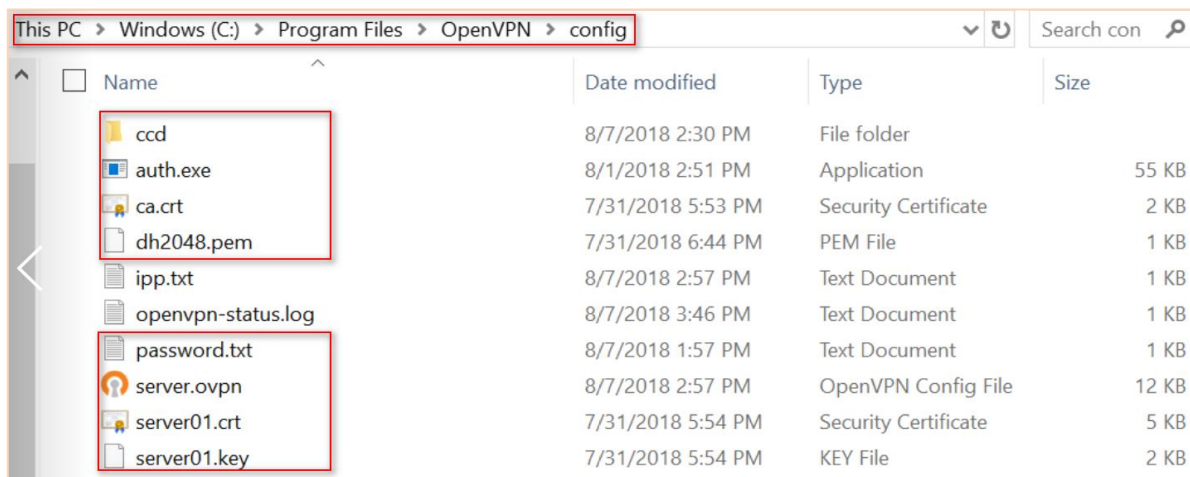 This PC > Windows (C:) > Program Files > OpenVPN > config Search con
Name Date modified Type Size
ccd 8/7/2018 2:30 PM File folder
auth.exe 8/1/2018 2:51 PM Application 55 KB
ca.crt 7/31/2018 5:53 PM Security Certificate 2 KB
dh2048.pem 7/31/2018 6:44 PM PEM File 1 KB
ipp.txt 8/7/2018 2:57 PM Text Document 1 KB
openvpn-status.log 8/7/2018 3:46 PM Text Document 1 KB
password.txt 8/7/2018 1:57 PM Text Document 1 KB
server.ovpn 8/7/2018 2:57 PM OpenVPN Config File 12 KB
server01.crt 7/31/2018 5:54 PM Security Certificate 5 KB
server01.key 7/31/2018 5:54 PM KEY File 2 KB